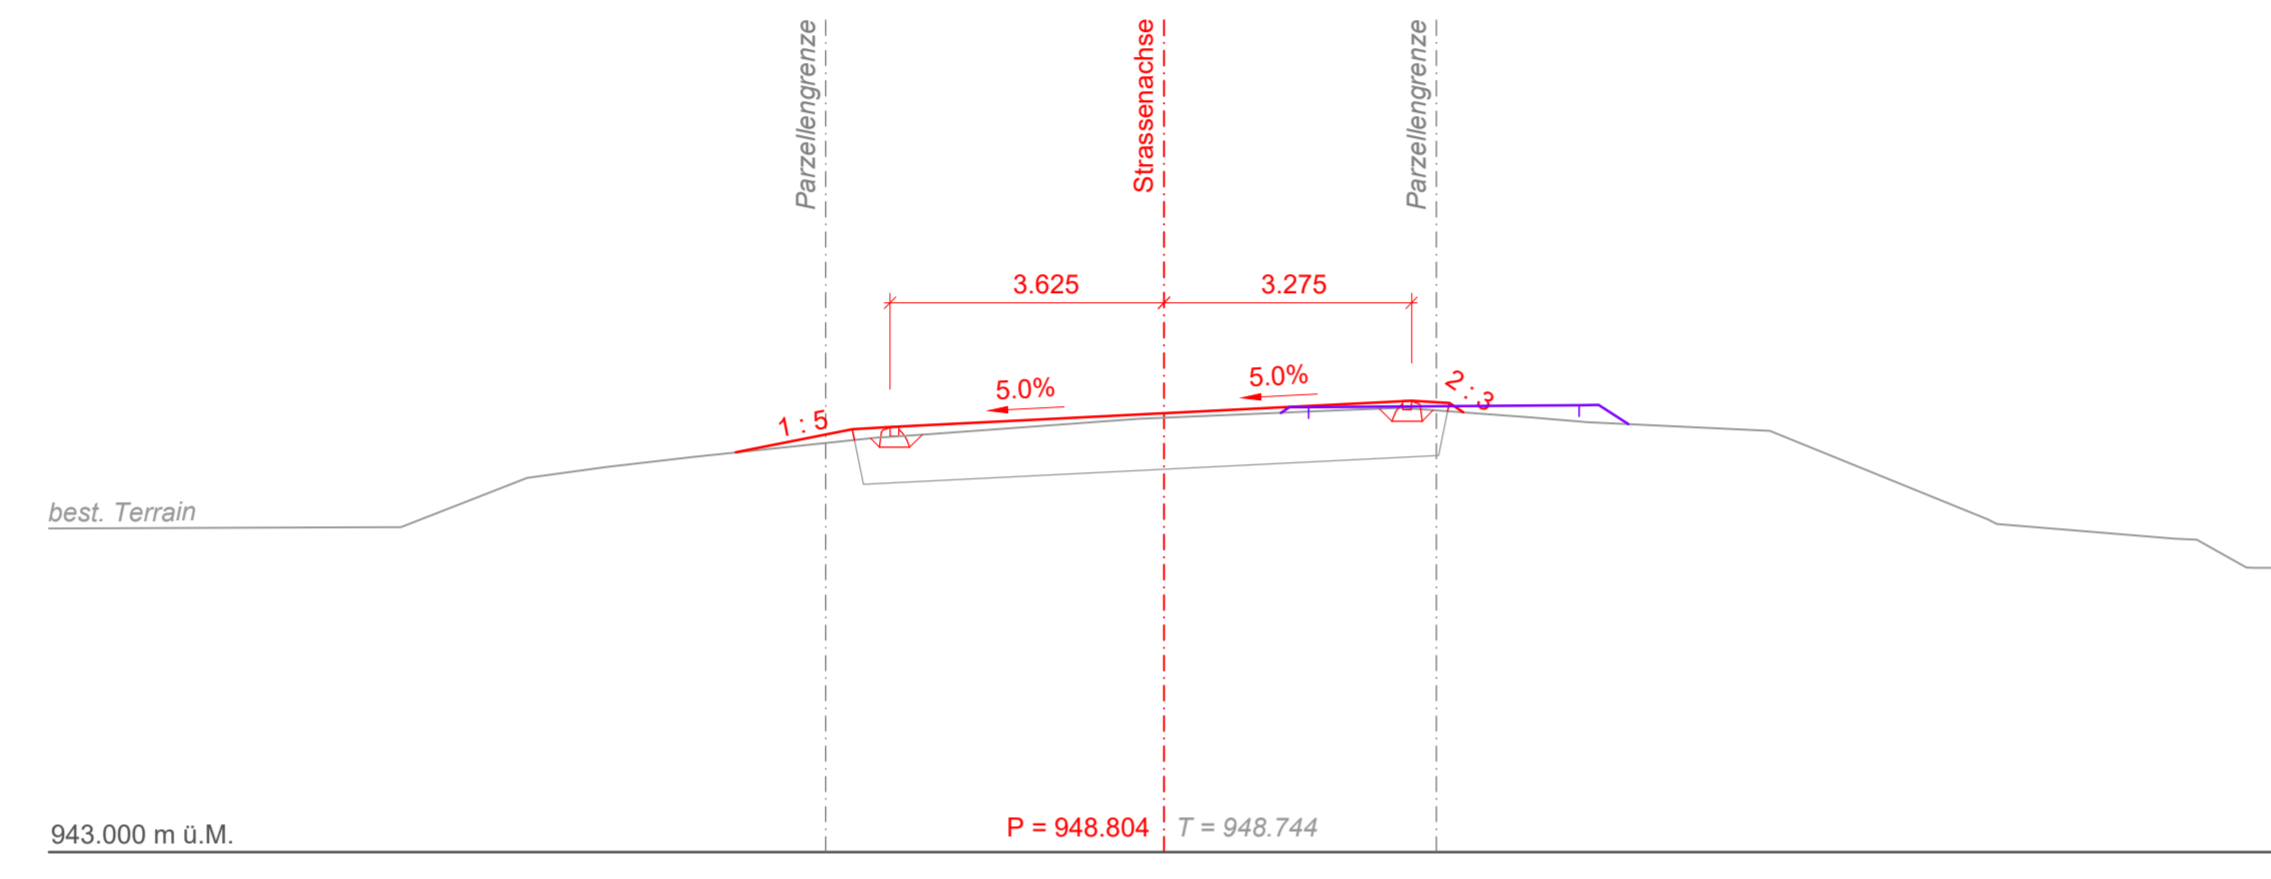 Parzellengrenze
Strassenachse
Parzellengrenze
3.625
3.275
5.0%
5.0%
1 : 5
2 : 3
best. Terrain
P = 948.804
T = 948.744
943.000 m ü.M.